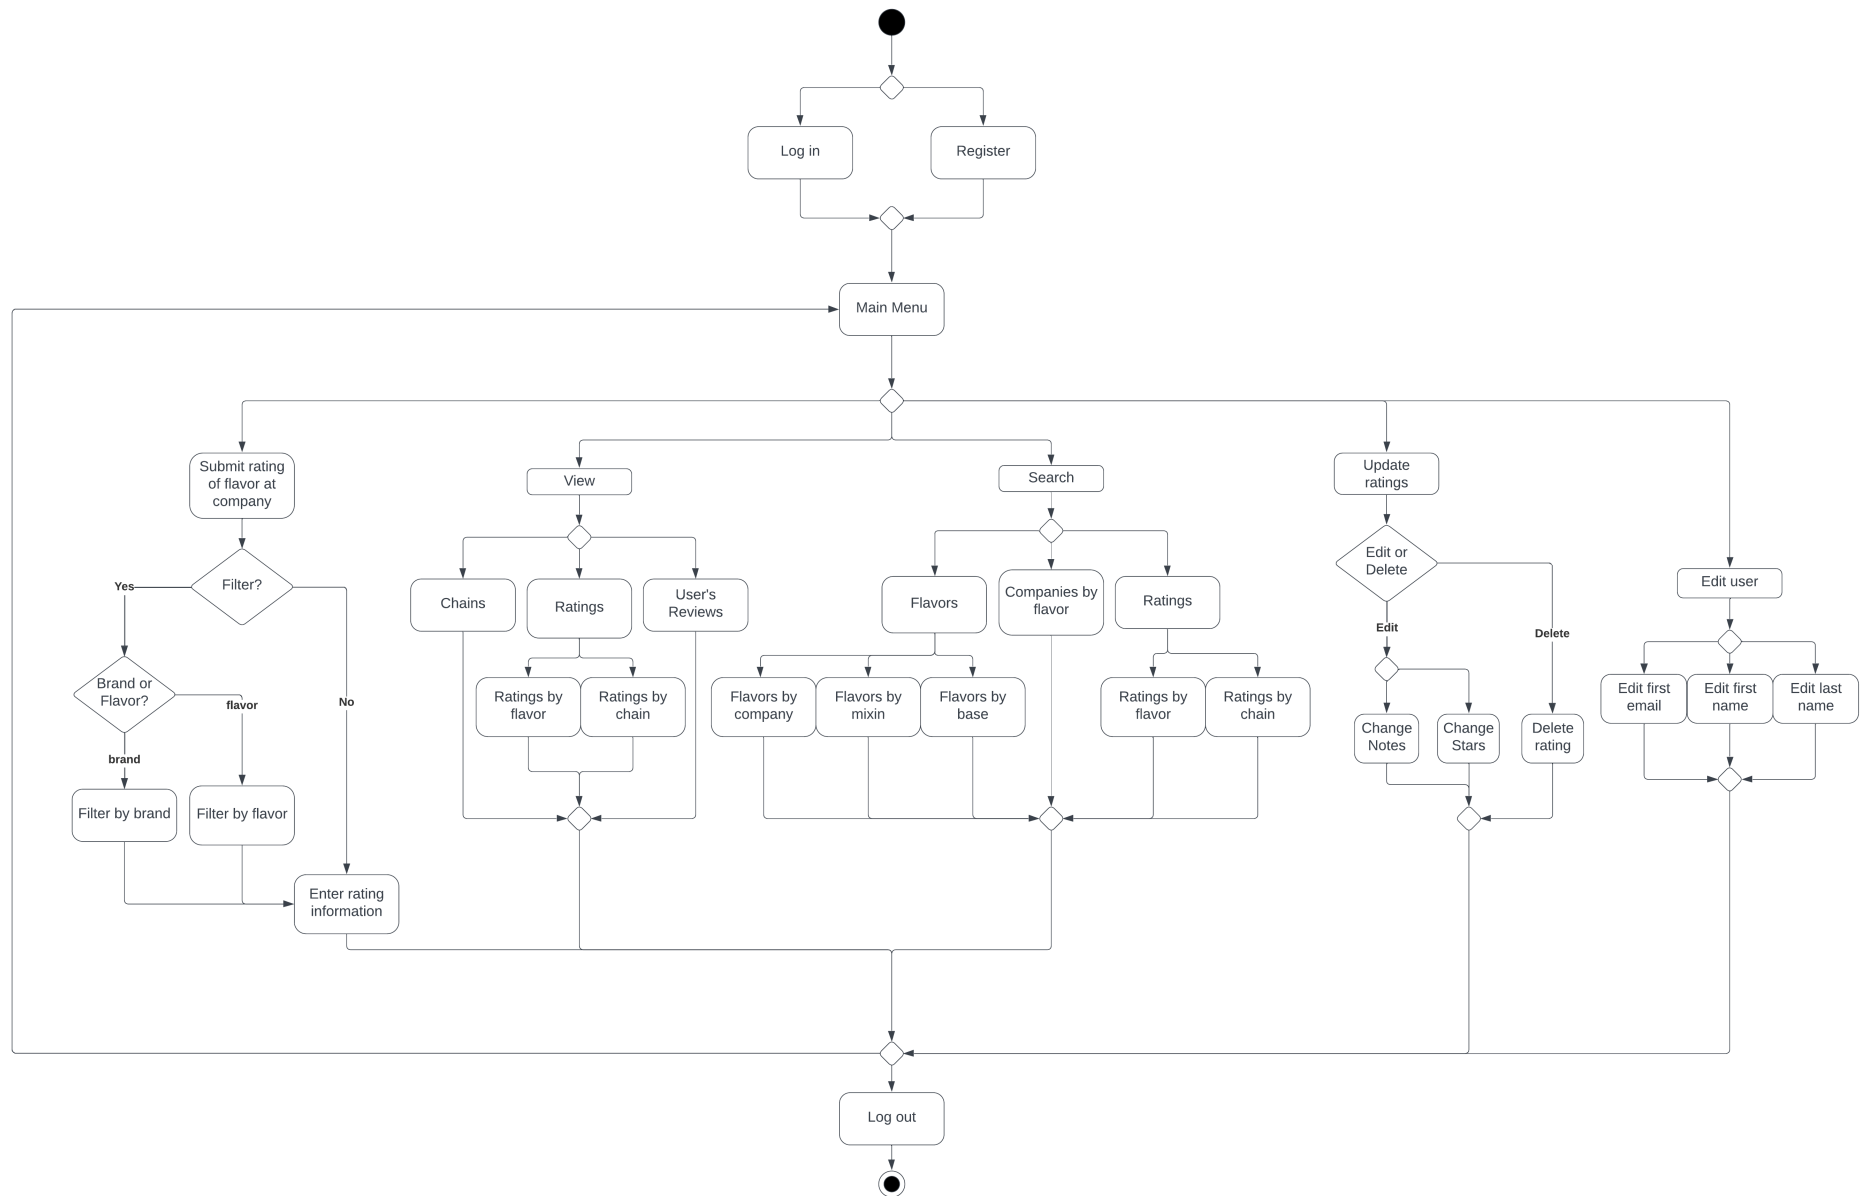 Log in
Register
Main Menu
Submit rating
of flavor at
company
View
Search
Update
ratings
Filter?
Yes
No
Edit or
Delete
Edit user
Chains
Ratings
User's
Reviews
Flavors
Companies by
flavor
Ratings
Edit
Delete
Brand or
Flavor?
flavor
brand
Ratings by
flavor
Ratings by
chain
Flavors by
company
Flavors by
mixin
Flavors by
base
Ratings by
flavor
Ratings by
chain
Change
Notes
Change
Stars
Delete
rating
Edit first
email
Edit first
name
Edit last
name
Filter by brand
Filter by flavor
Enter rating
information
Log out